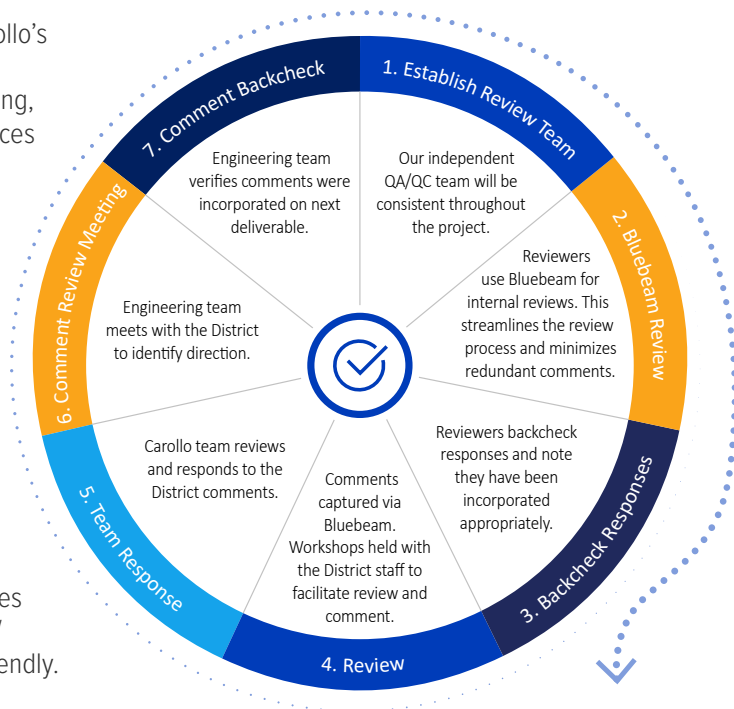 ollo's
ng,
ces
es
endly.
1. Establish Review Team
Our independent
QA/QC team will be
consistent throughout
the project.
2. Bluebeam Review
Reviewers
use Bluebeam for
internal reviews. This
streamlines the review
process and minimizes
redundant comments.
3. Backcheck Responses
Reviewers backcheck
responses and note
they have been
incorporated
appropriately.
4. Review
Comments
captured via
Bluebeam.
Workshops held with
the District staff to
facilitate review and
comment.
5. Team Response
Carollo team reviews
and responds to the
District comments.
6. Comment Review Meeting
Engineering team
meets with the District
to identify direction.
7. Comment Backcheck
Engineering team
verifies comments were
incorporated on next
deliverable.